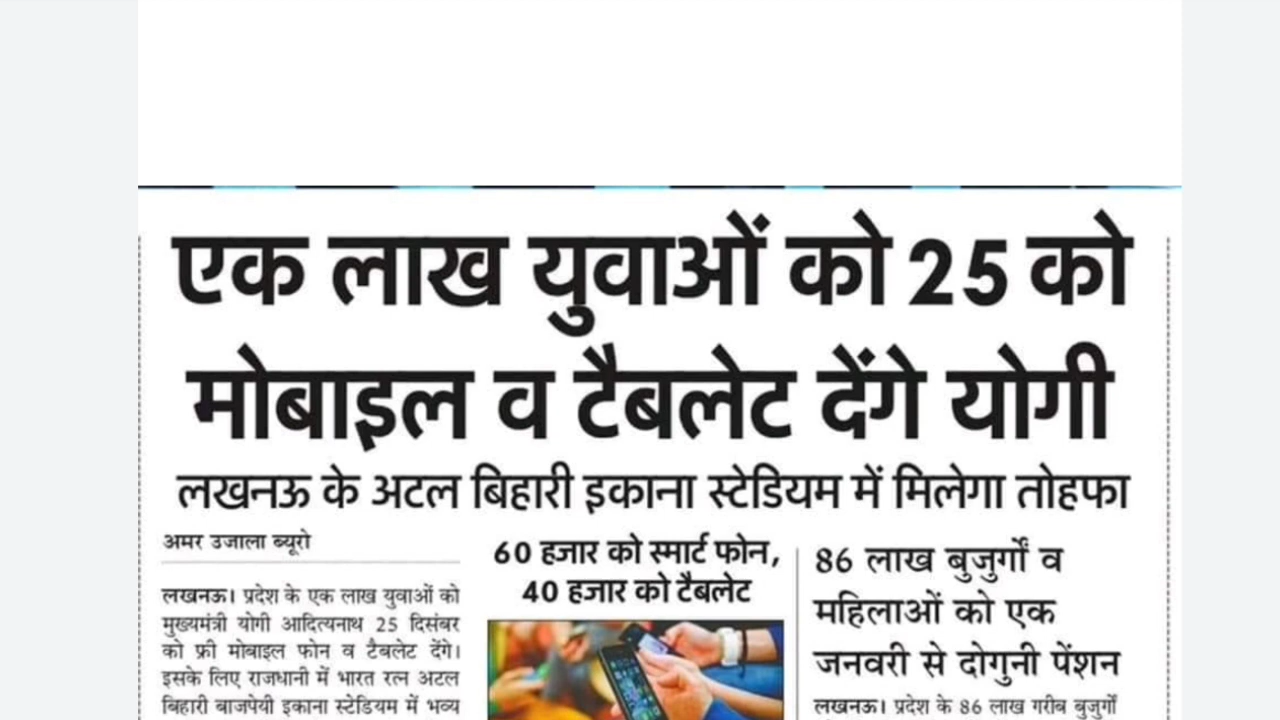 एक लाख युवाओं को 25 को
मोबाइल व टैबलेट देंगे योगी
लखनऊ के अटल बिहारी इकाना स्टेडियम में मिलेगा तोहफा
अमर उजाला ब्यूरो
लखनऊ। प्रदेश के एक लाख युवाओं को
मुख्यमंत्री योगी आदित्यनाथ 25 दिसंबर
को फ्री मोबाइल फोन व टैबलेट देंगे।
इसके लिए राजधानी में भारत रत्न अटल
बिहारी बाजपेयी इकाना स्टेडियम में भव्य
60 हजार को स्मार्ट फोन,
40 हजार को टैबलेट
86 लाख बुजुर्गों व
महिलाओं को एक
जनवरी से दोगुनी पेंशन
लखनऊ। प्रदेश के 86 लाख गरीब बुजुर्गों